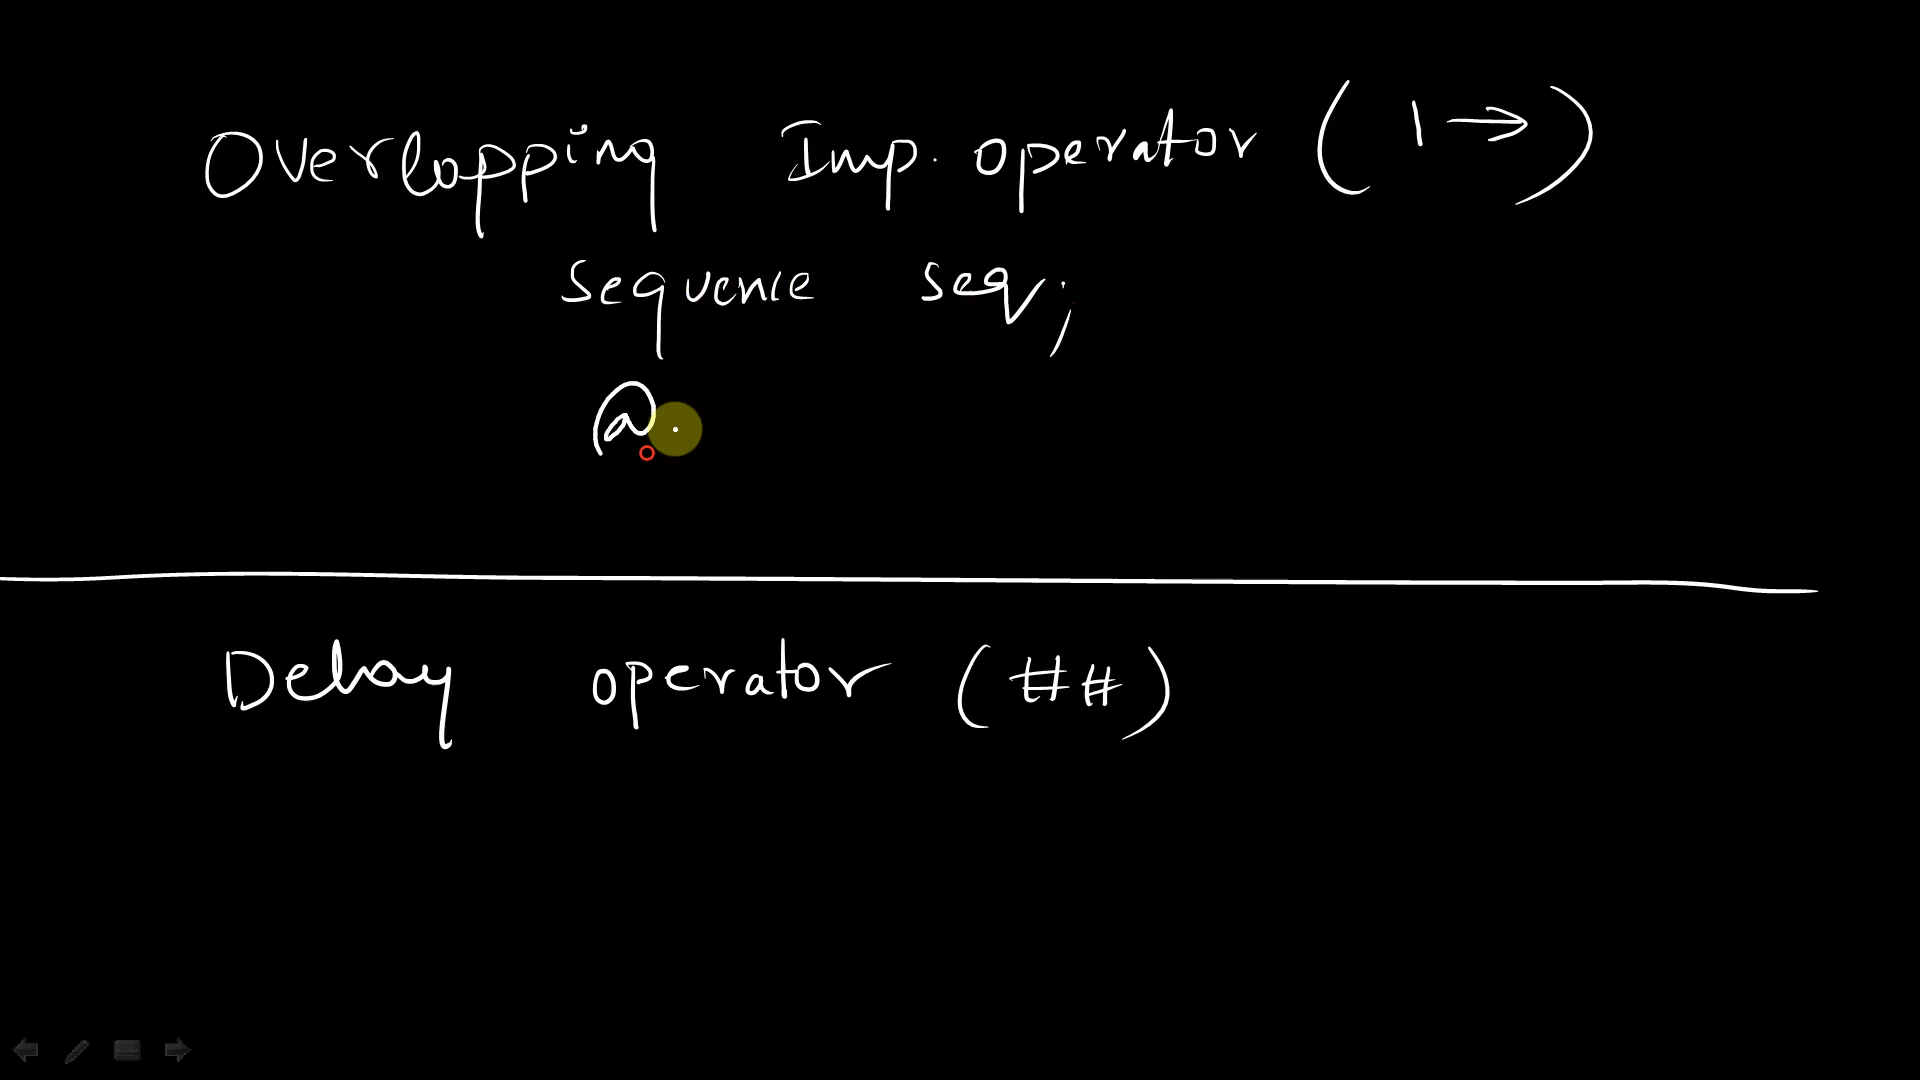 Overlapping Imp. operator ( |→ )
sequence seq;
@
Delay operator (##)